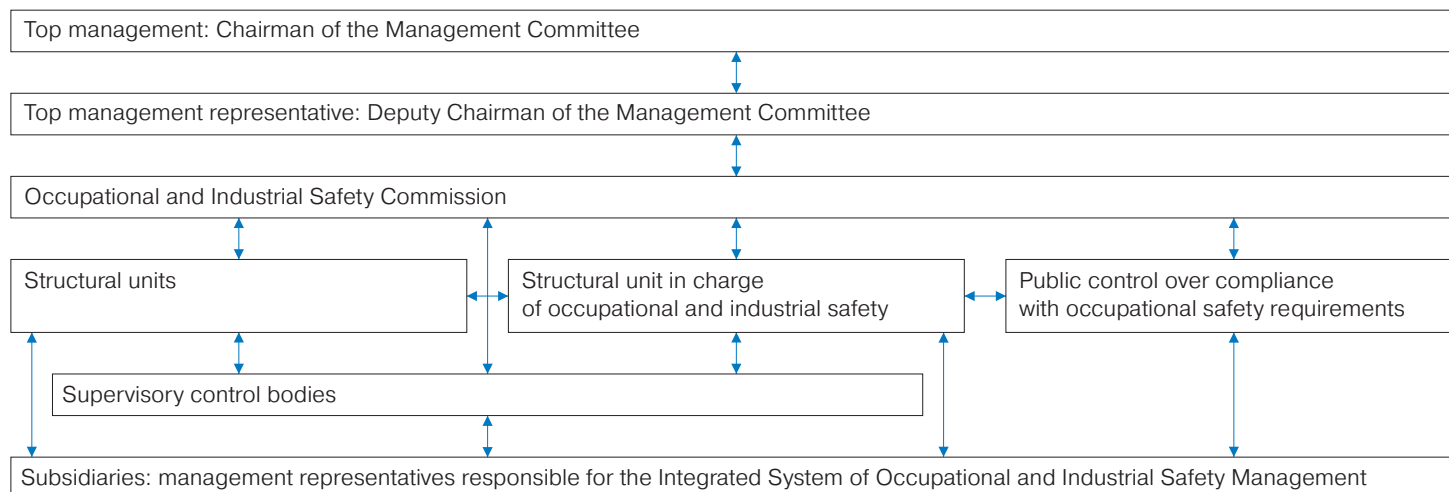 Top management: Chairman of the Management Committee
Top management representative: Deputy Chairman of the Management Committee
Occupational and Industrial Safety Commission
Structural units
Structural unit in charge
of occupational and industrial safety
Public control over compliance
with occupational safety requirements
Supervisory control bodies
Subsidiaries: management representatives responsible for the Integrated System of Occupational and Industrial Safety Management